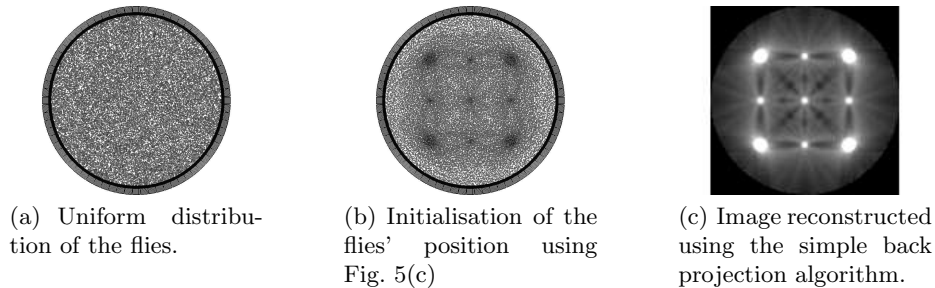 (a) Uniform distribu-
tion of the flies.
(b) Initialisation of the
flies' position using
Fig. 5(c)
(c) Image reconstructed
using the simple back
projection algorithm.